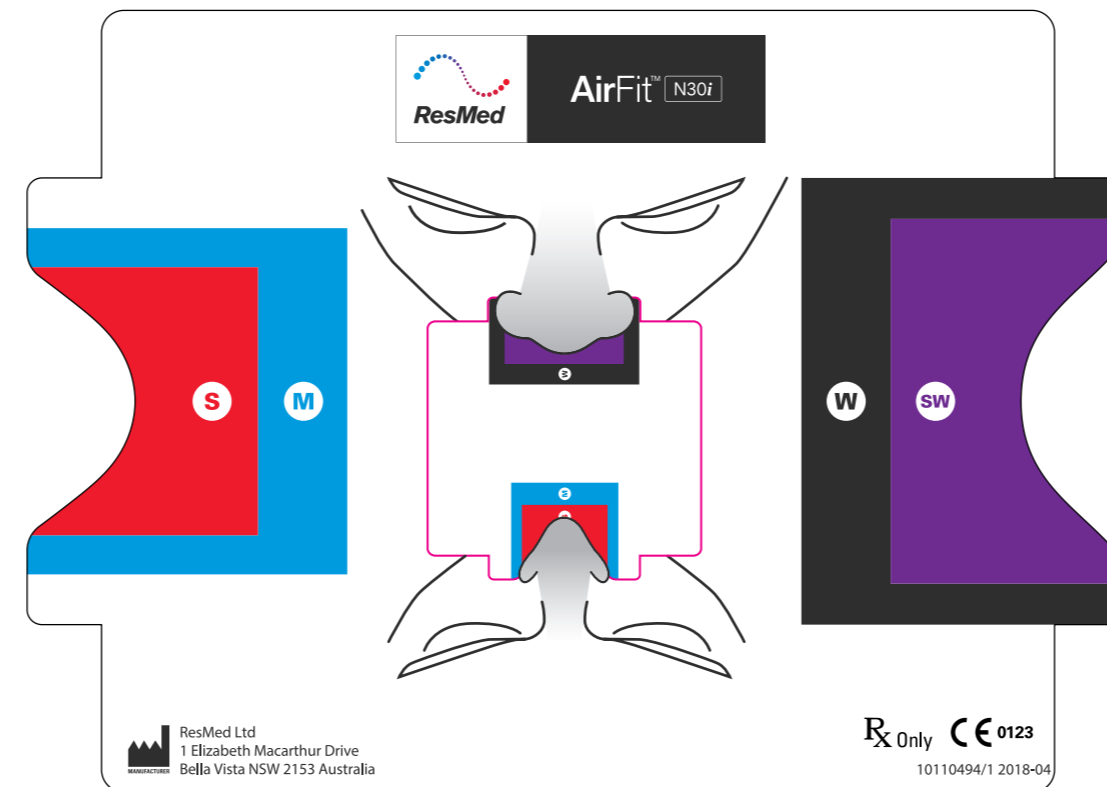 ResMed
AirFit™ N30i
S
M
W
SW
W
M
ResMed Ltd
1 Elizabeth Macarthur Drive
Bella Vista NSW 2153 Australia
MANUFACTURER
Rx Only CE 0123
10110494/1 2018-04